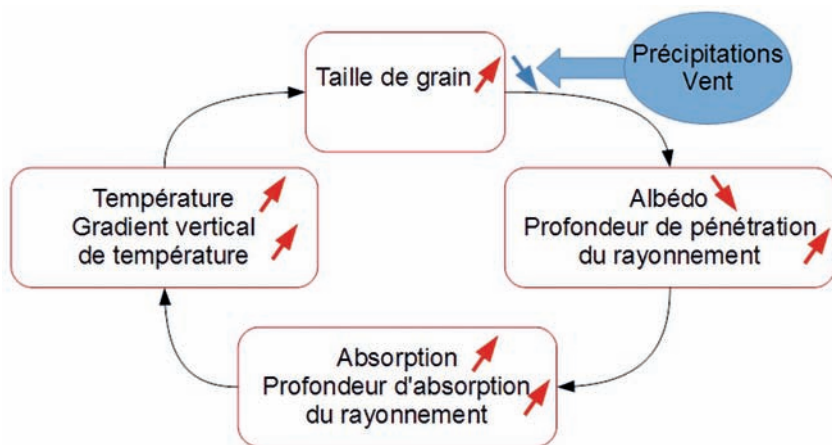 Taille de grain
Précipitations
Vent
Température
Gradient vertical
de température
Albédo
Profondeur de pénétration
du rayonnement
Absorption
Profondeur d'absorption
du rayonnement